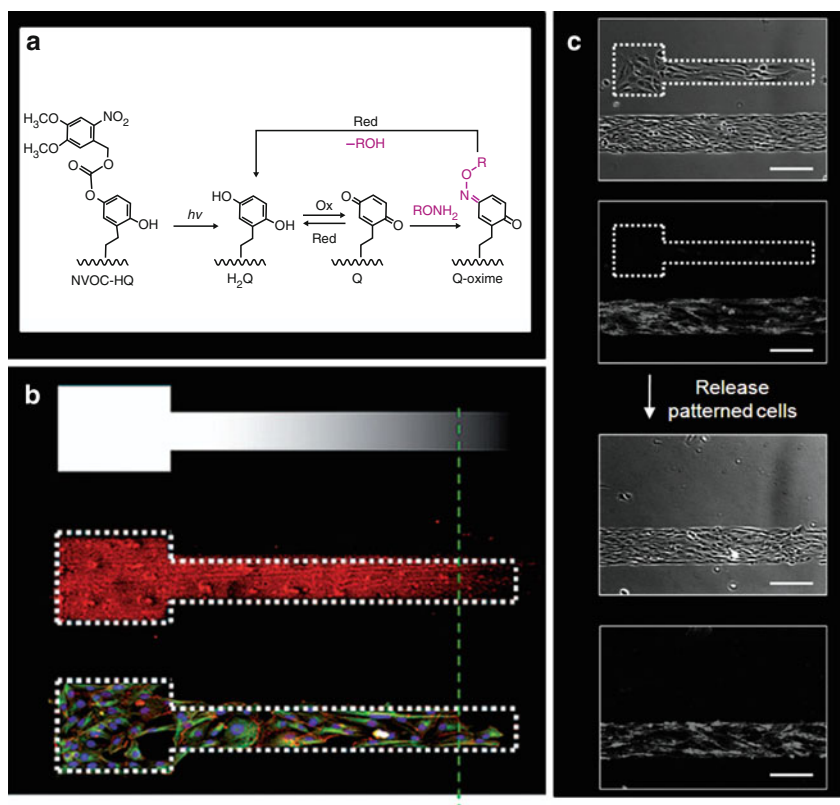 a
H₃CO
NO₂
H₃CO
O
O
O
OH
NVOC-HQ
hν
HO
OH
H₂Q
Ox
Red
O
O
Q
RONH₂
Red
–ROH
R
O
N
O
Q-oxime
b
c
Release
patterned cells